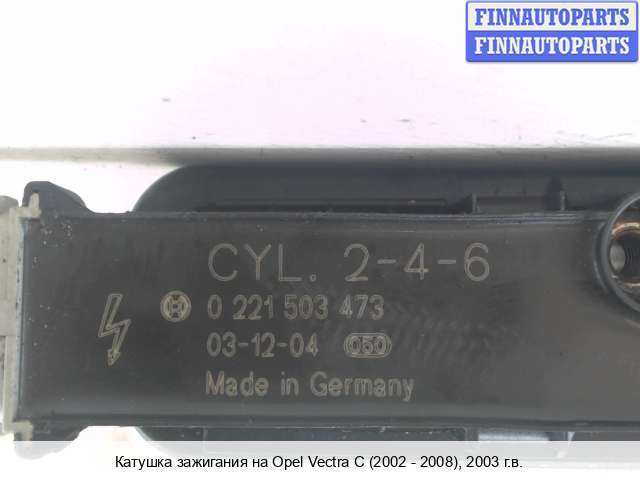 FINNAUTOPARTS
FINNAUTOPARTS
CYL. 2-4-6
0 221 503 473
03-12-04 050
Made in Germany
Катушка зажигания на Opel Vectra C (2002 - 2008), 2003 г.в.